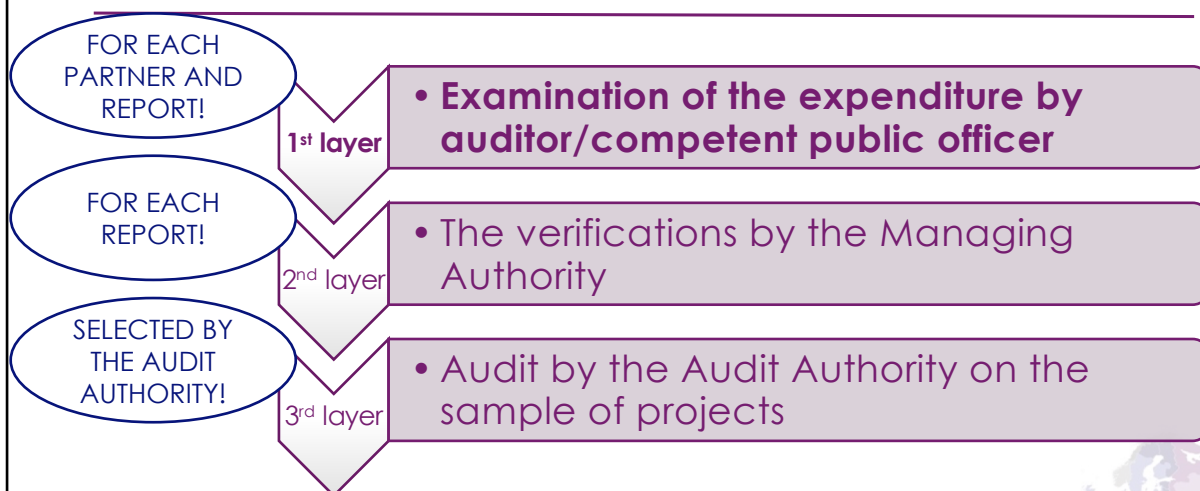 FOR EACH
PARTNER AND
REPORT!
1st layer
• Examination of the expenditure by
auditor/competent public officer
FOR EACH
REPORT!
2nd layer
• The verifications by the Managing
Authority
SELECTED BY
THE AUDIT
AUTHORITY!
3rd layer
• Audit by the Audit Authority on the
sample of projects